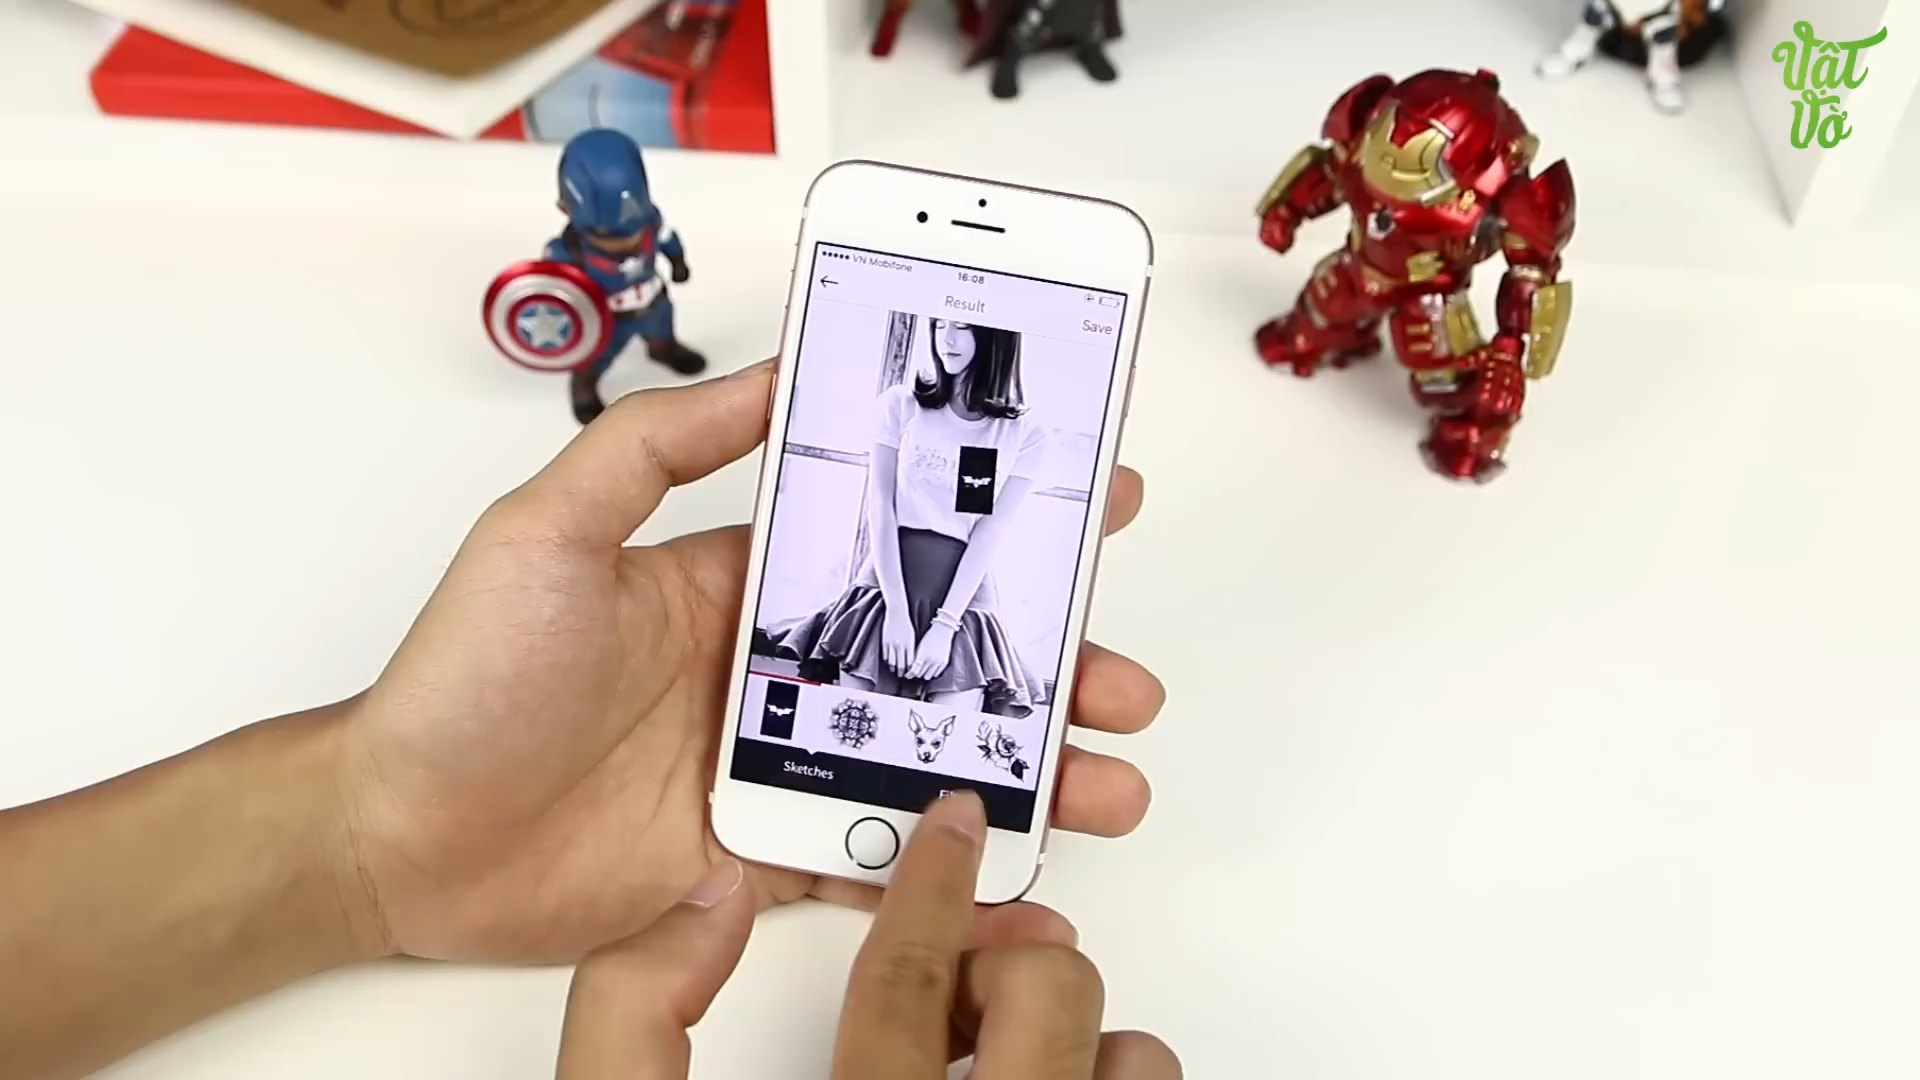 Vật
Vờ
VN Mobifone
16:08
Result
Save
Sketches